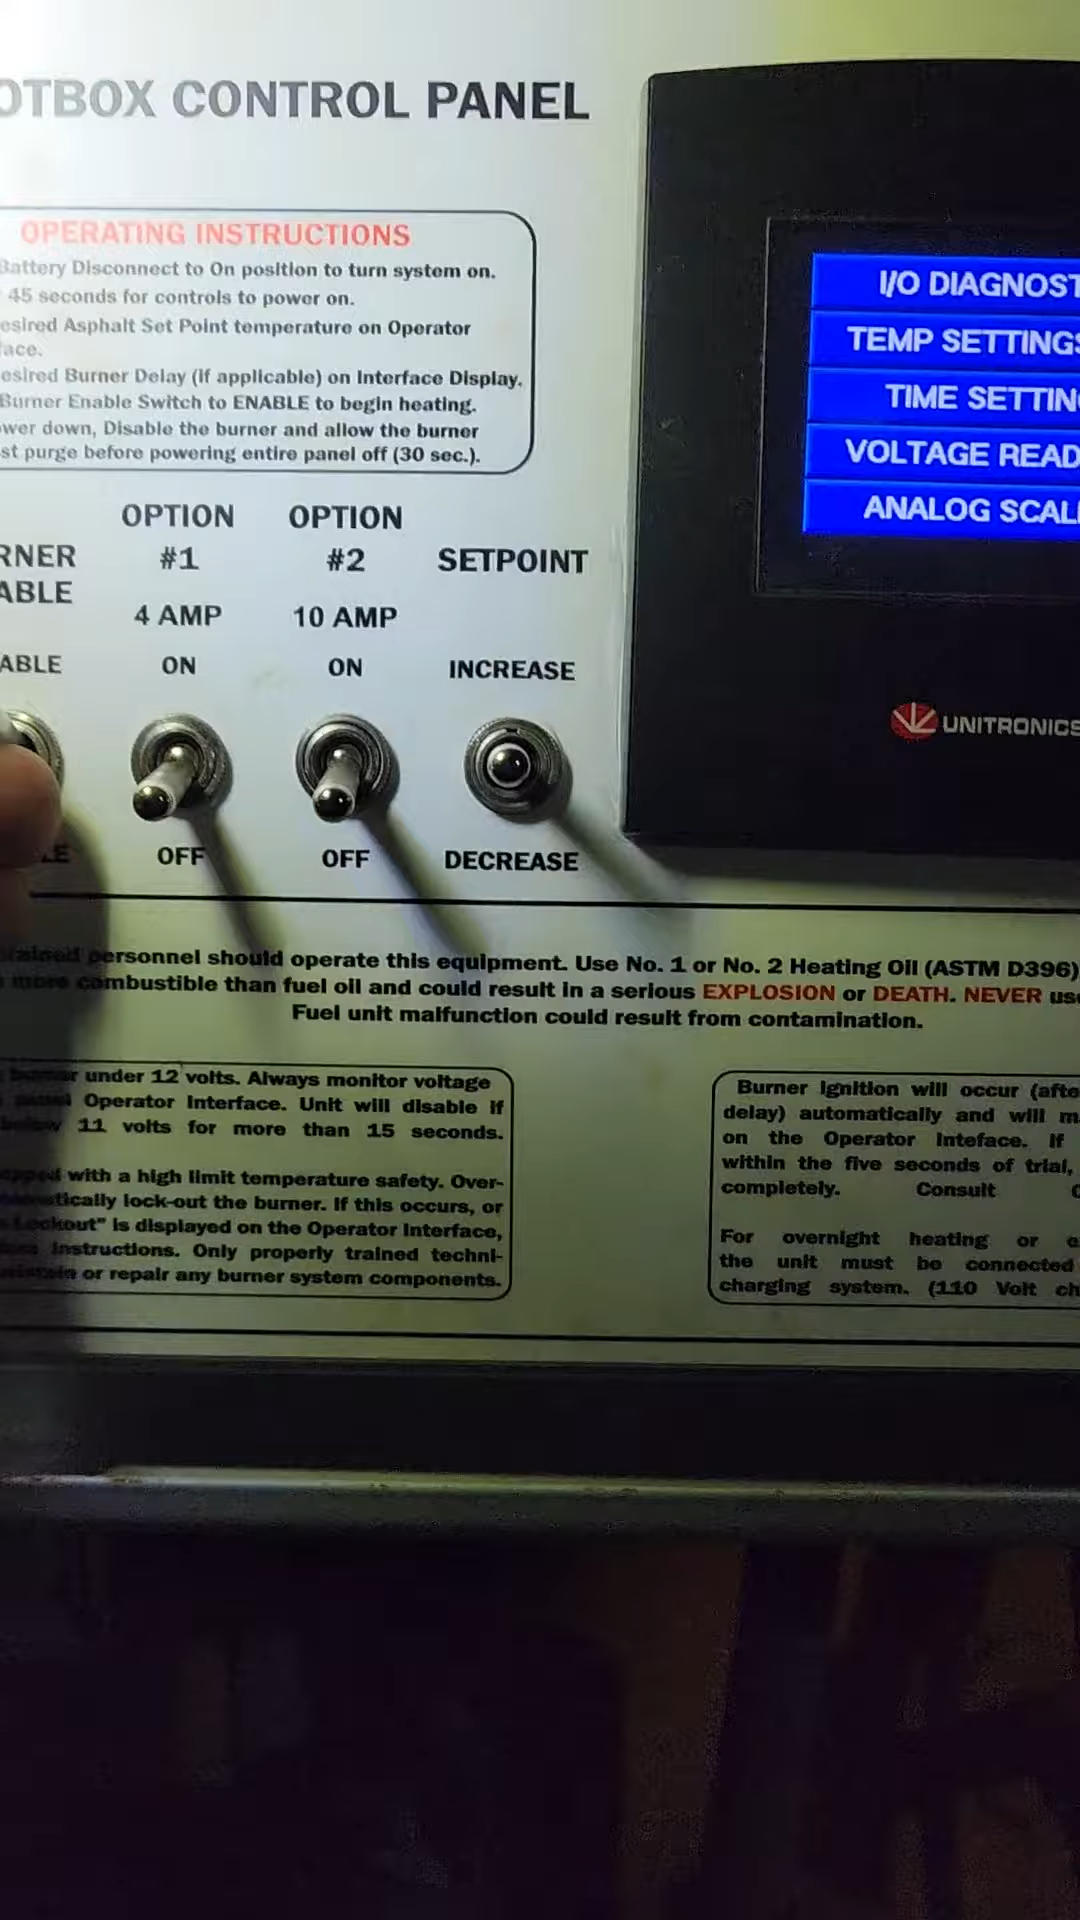 OTBOX CONTROL PANEL
OPERATING INSTRUCTIONS
Battery Disconnect to On position to turn system on.
45 seconds for controls to power on.
esired Asphalt Set Point temperature on Operator
ace.
esired Burner Delay (if applicable) on Interface Display.
Burner Enable Switch to ENABLE to begin heating.
wer down, Disable the burner and allow the burner
st purge before powering entire panel off (30 sec.).
I/O DIAGNOST
TEMP SETTINGS
TIME SETTIN
VOLTAGE READ
ANALOG SCAL
UNITRONICS
RNER
ABLE
ABLE
OPTION
#1
4 AMP
ON
OFF
OPTION
#2
10 AMP
ON
OFF
SETPOINT
INCREASE
DECREASE
personnel should operate this equipment. Use No. 1 or No. 2 Heating Oil (ASTM D396)
more combustible than fuel oil and could result in a serious EXPLOSION or DEATH. NEVER us
Fuel unit malfunction could result from contamination.
burner under 12 volts. Always monitor voltage
Operator Interface. Unit will disable if
below 11 volts for more than 15 seconds.
with a high limit temperature safety. Over-
lock-out the burner. If this occurs, or
Lockout" is displayed on the Operator Interface,
instructions. Only properly trained techni-
or repair any burner system components.
Burner ignition will occur (afte
delay) automatically and will m
on the Operator Inteface. If
within the five seconds of trial,
completely. Consult
For overnight heating or
the unit must be connected
charging system. (110 Volt ch